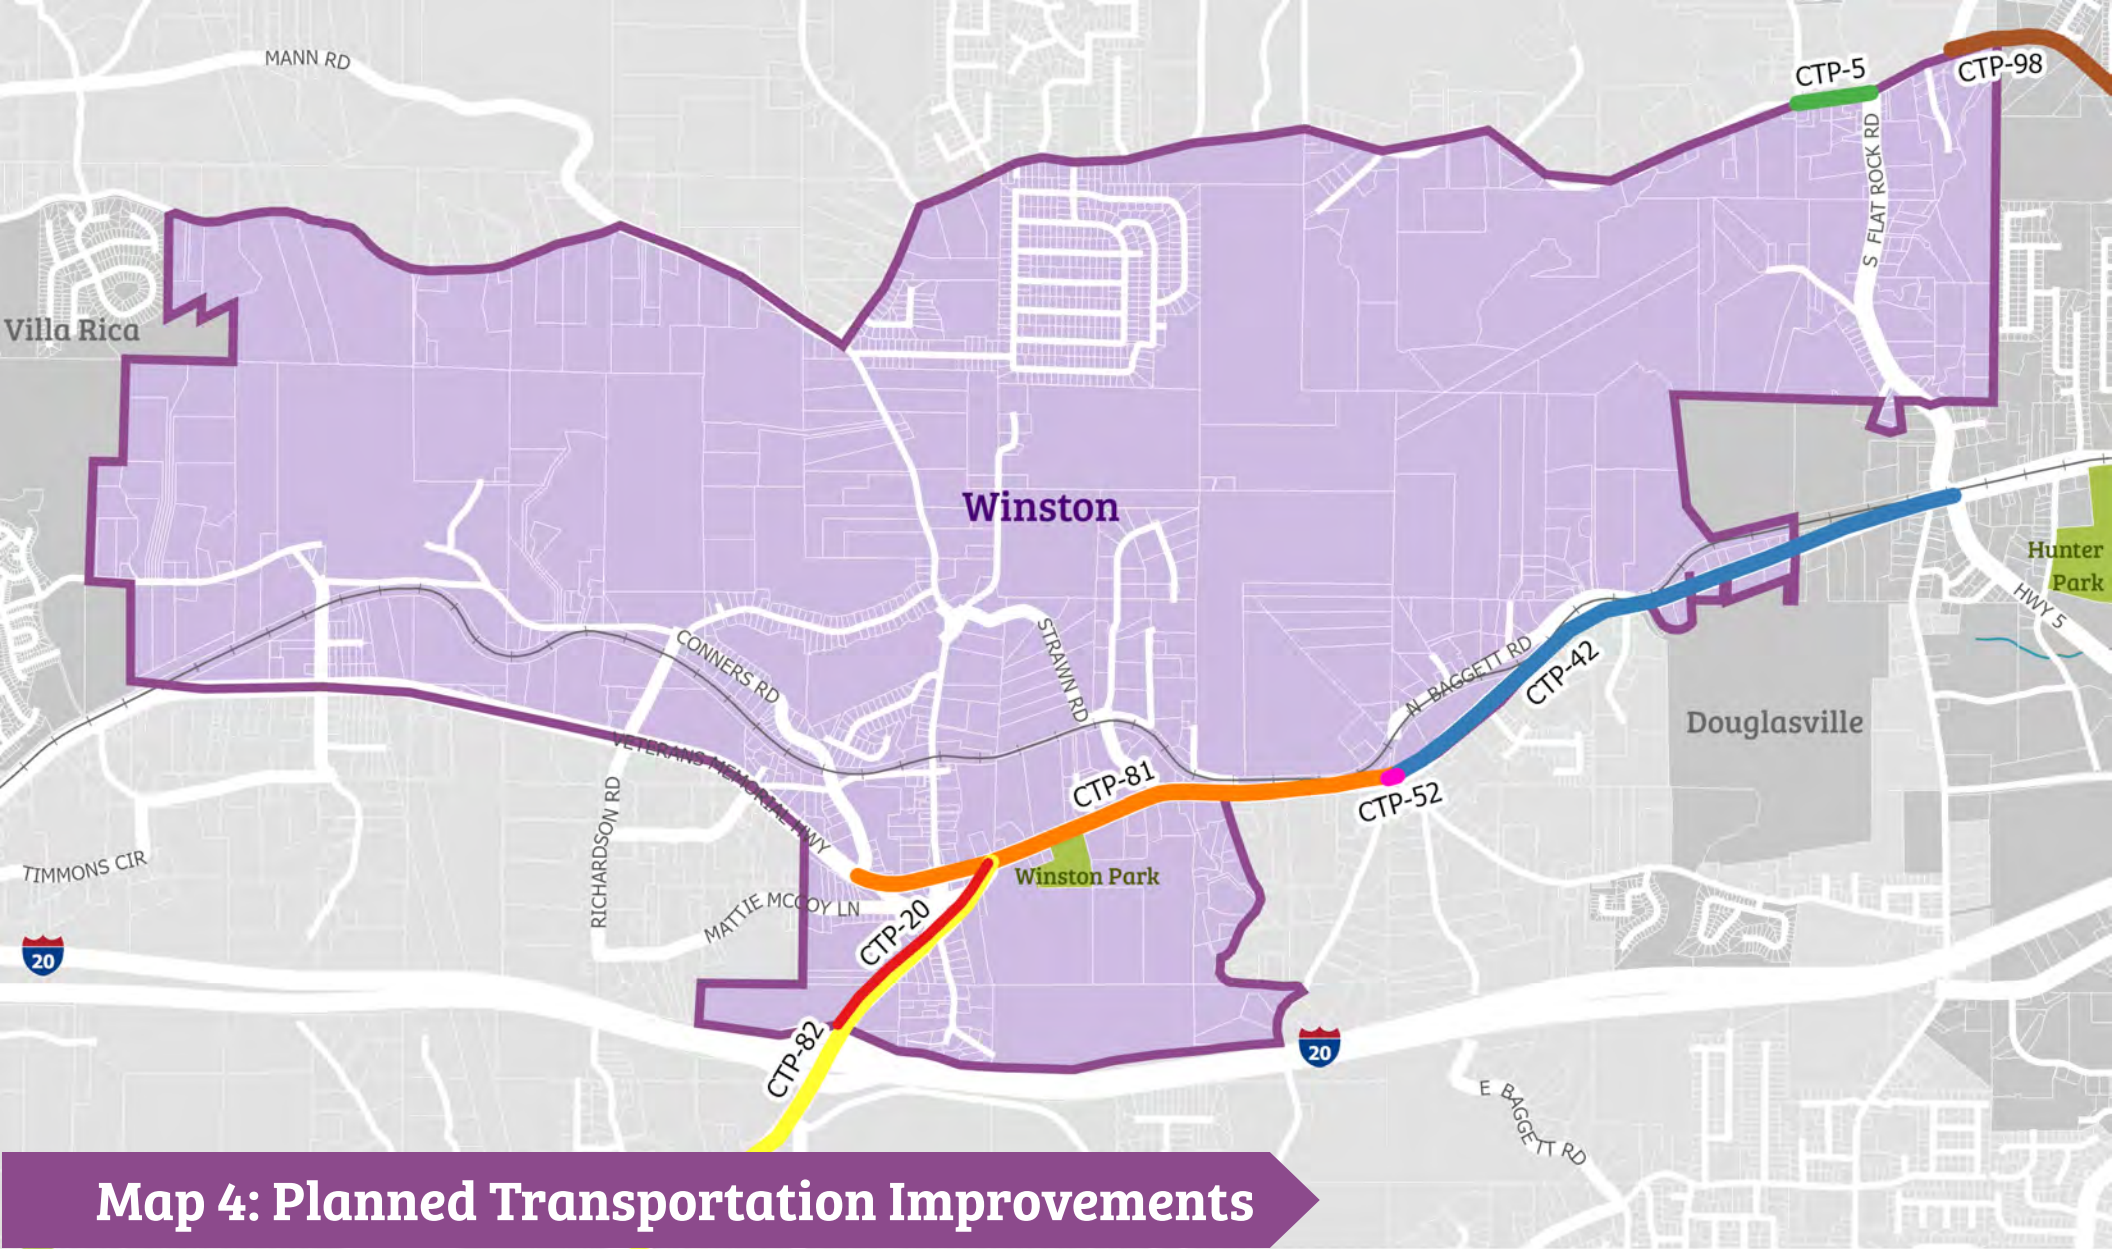 MANN RD
CTP-5
CTP-98
S FLAT ROCK RD
Villa Rica
Winston
Hunter
Park
HWY 5
CONNERS RD
STRAWN RD
N BAGGETT RD
CTP-42
Douglasville
VETERANS MEMORIAL HWY
CTP-81
CTP-52
RICHARDSON RD
TIMMONS CIR
Winston Park
MATTIE MCCOY LN
CTP-20
20
CTP-82
20
E BAGGETT RD
Map 4: Planned Transportation Improvements